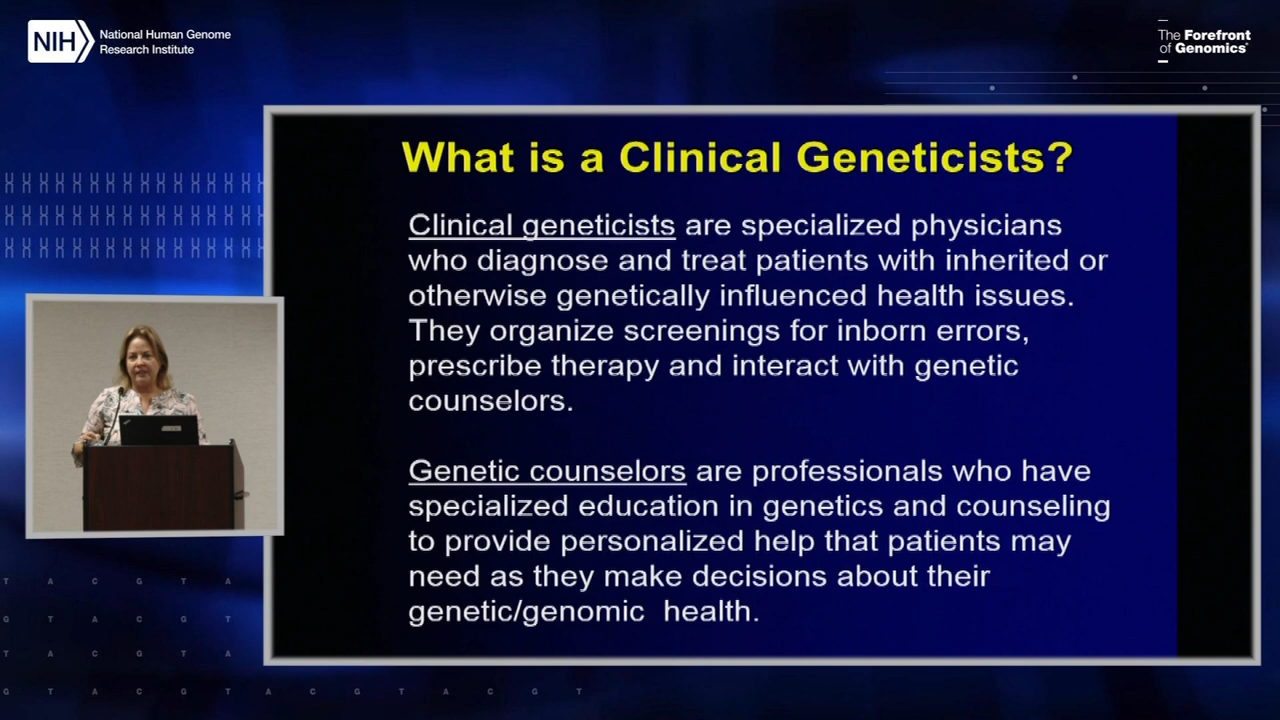 NIH
National Human Genome
Research Institute
The Forefront
of Genomics®
What is a Clinical Geneticists?
Clinical geneticists are specialized physicians
who diagnose and treat patients with inherited or
otherwise genetically influenced health issues.
They organize screenings for inborn errors,
prescribe therapy and interact with genetic
counselors.
Genetic counselors are professionals who have
specialized education in genetics and counseling
to provide personalized help that patients may
need as they make decisions about their
genetic/genomic health.
T A C G T A
G T A C G T
T A C G T A
G T A C G T A C G T A C G T